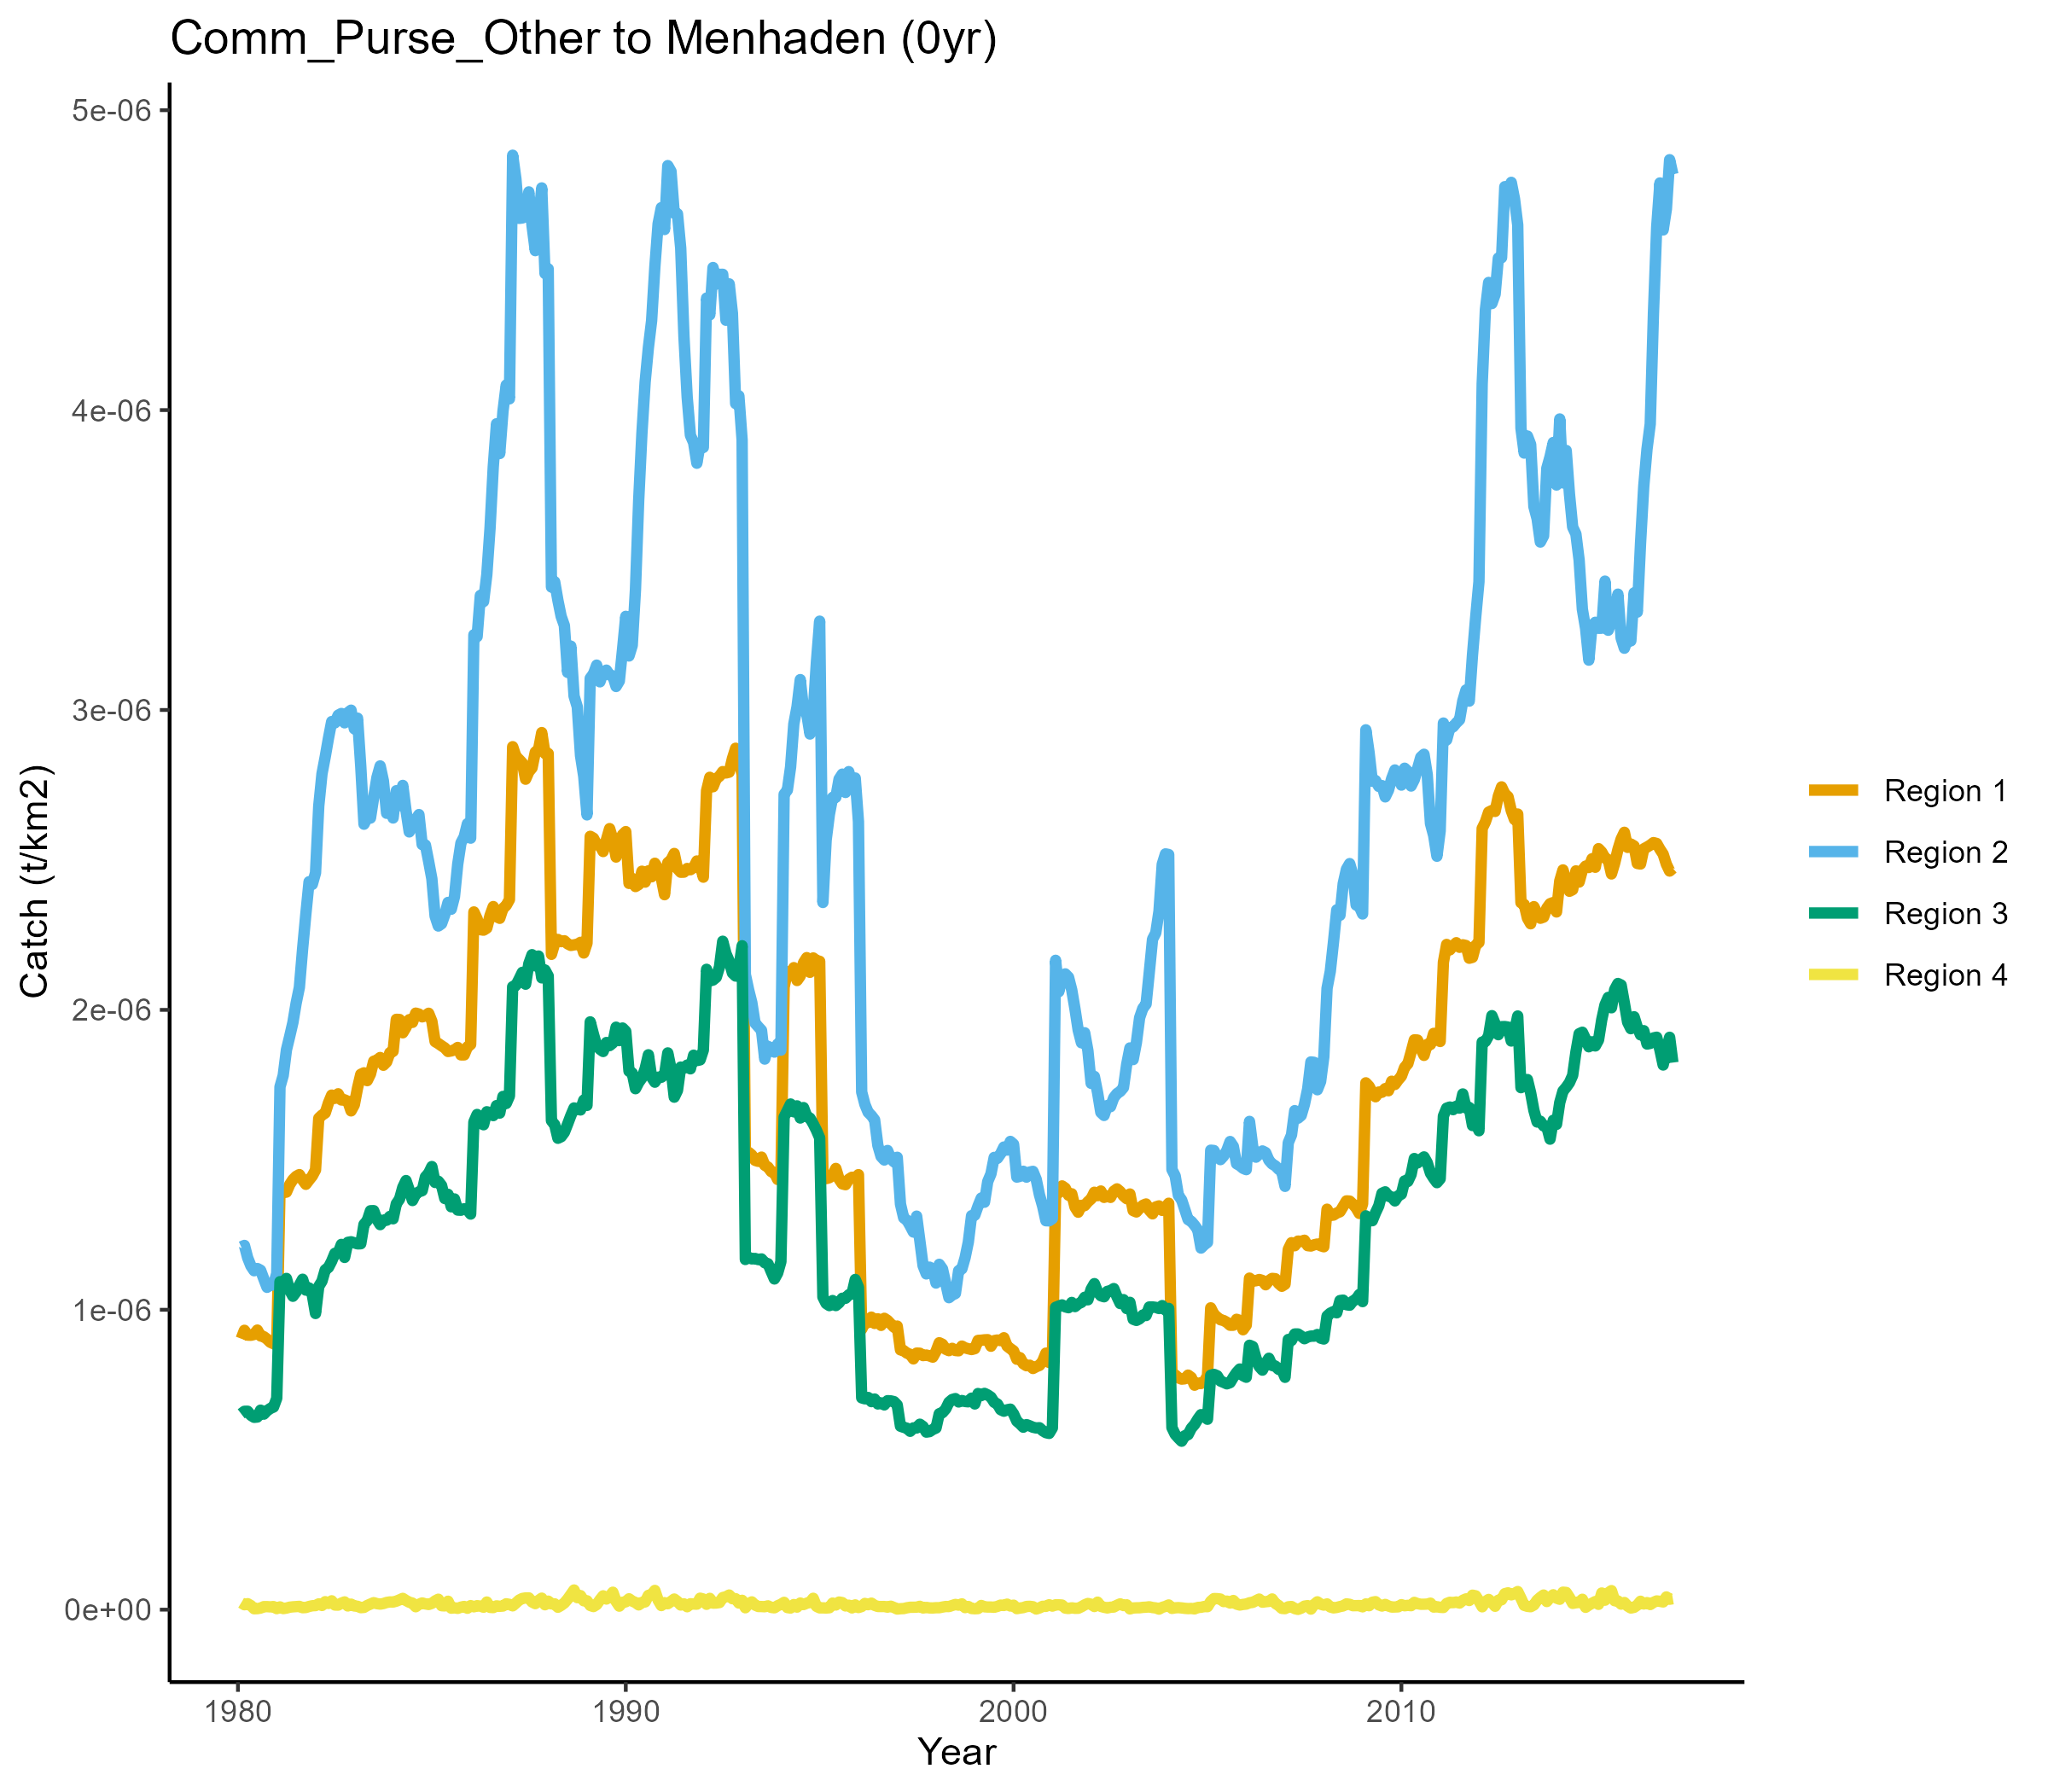 Comm_Purse_Other to Menhaden (0yr)
5e-06
4e-06
3e-06
2e-06
1e-06
0e+00
Catch (t/km2)
1980
1990
2000
2010
Year
Region 1
Region 2
Region 3
Region 4